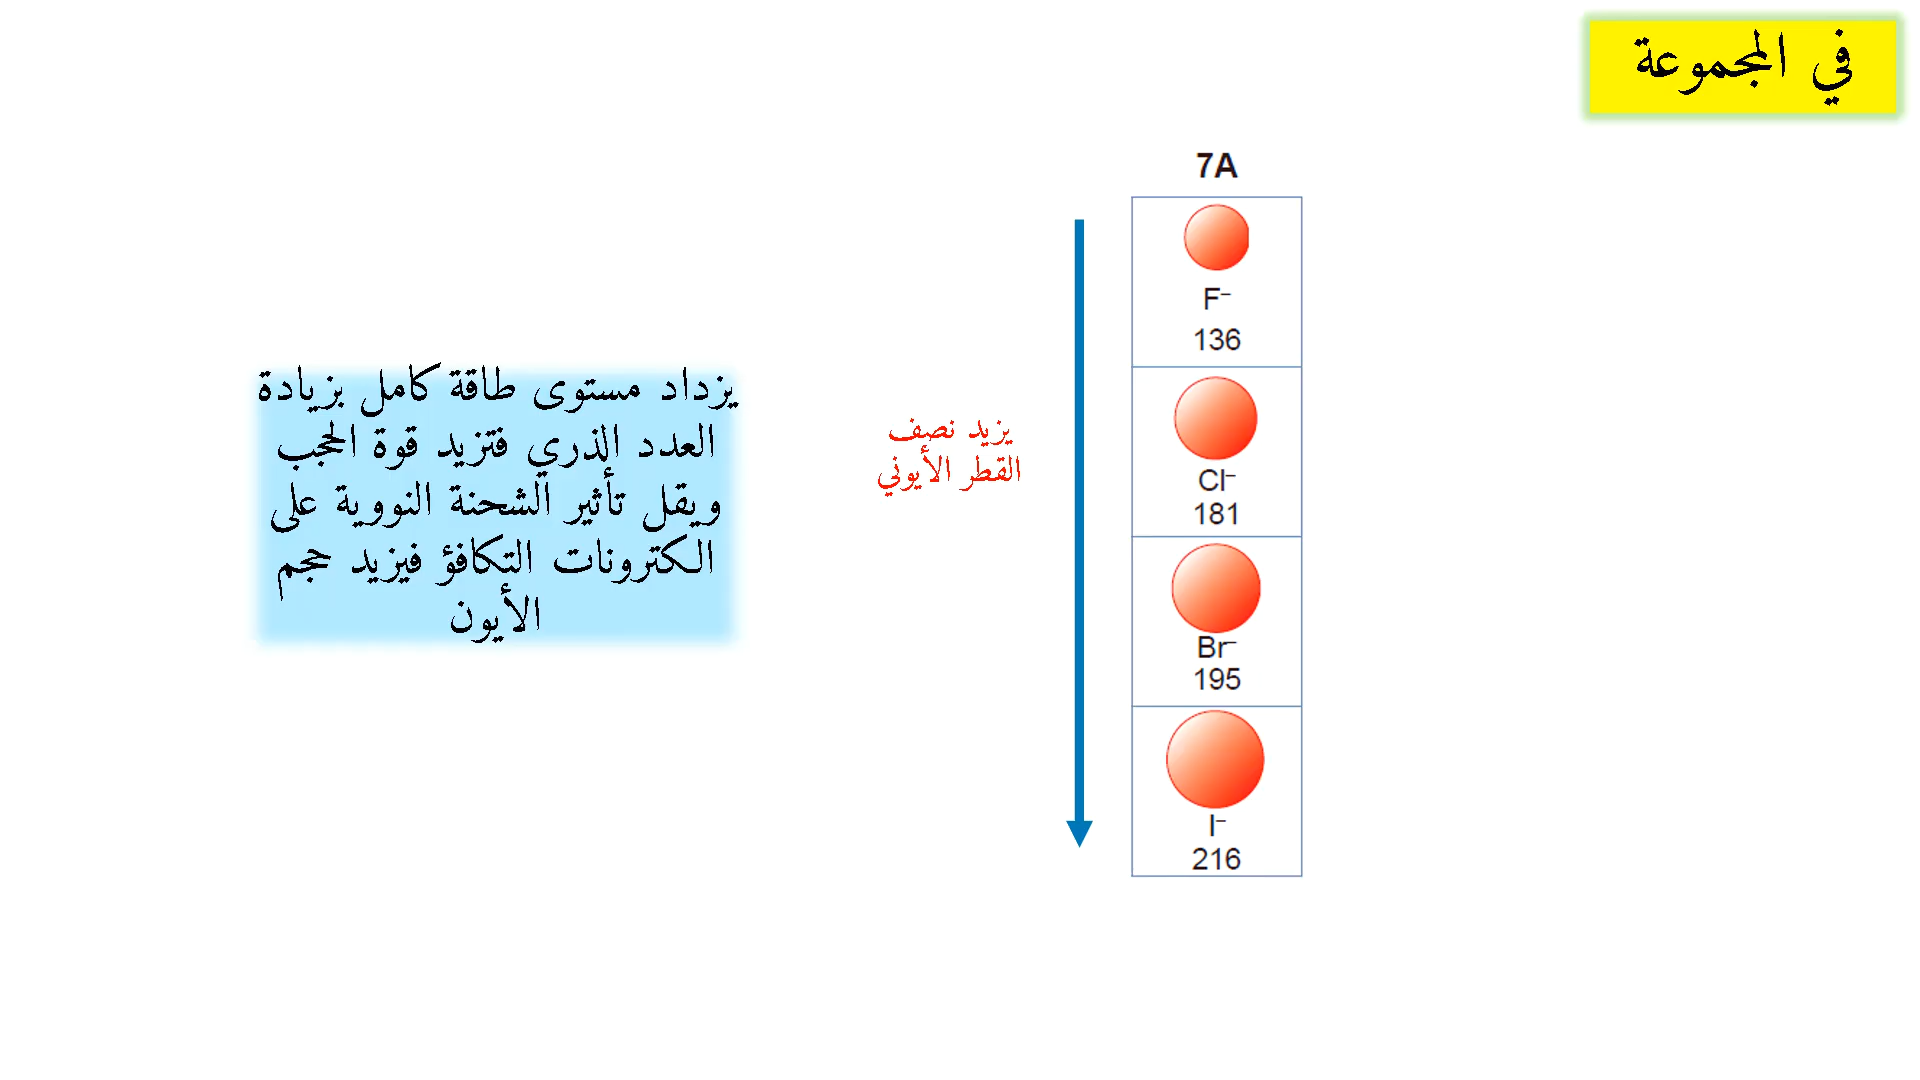 في المجموعة
7A
F–
136
Cl–
181
Br–
195
I–
216
يزيد نصف
القطر الأيوني
يزداد مستوى طاقة كامل بزيادة
العدد الذري فتزيد قوة الحجب
ويقل تأثير الشحنة النووية على
الكترونات التكافؤ فيزيد حجم
الأيون